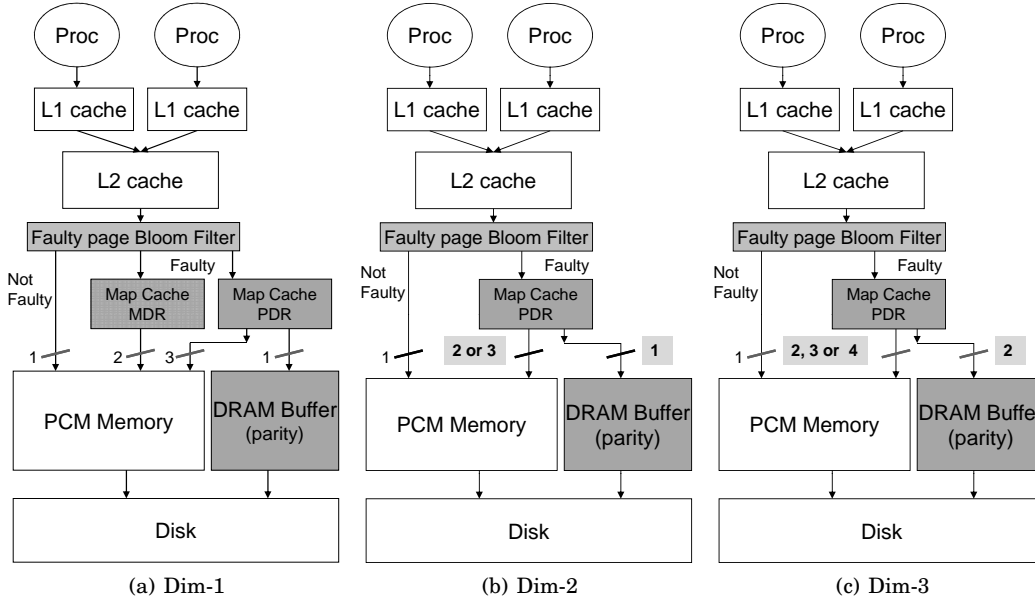 Proc
Proc
L1 cache
L1 cache
L2 cache
Faulty page Bloom Filter
Not
Faulty
Faulty
Map Cache
MDR
Map Cache
PDR
1
2
3
1
PCM Memory
DRAM Buffer
(parity)
Disk
(a) Dim-1
Proc
Proc
L1 cache
L1 cache
L2 cache
Faulty page Bloom Filter
Not
Faulty
Faulty
Map Cache
PDR
1
2 or 3
1
PCM Memory
DRAM Buffer
(parity)
Disk
(b) Dim-2
Proc
Proc
L1 cache
L1 cache
L2 cache
Faulty page Bloom Filter
Not
Faulty
Faulty
Map Cache
PDR
1
2, 3 or 4
2
PCM Memory
DRAM Buffe
(parity)
Disk
(c) Dim-3